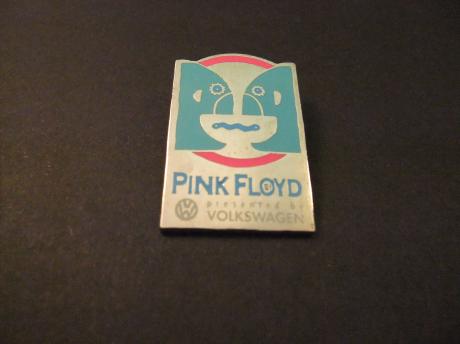 PINK FLOYD
presented by
VOLKSWAGEN